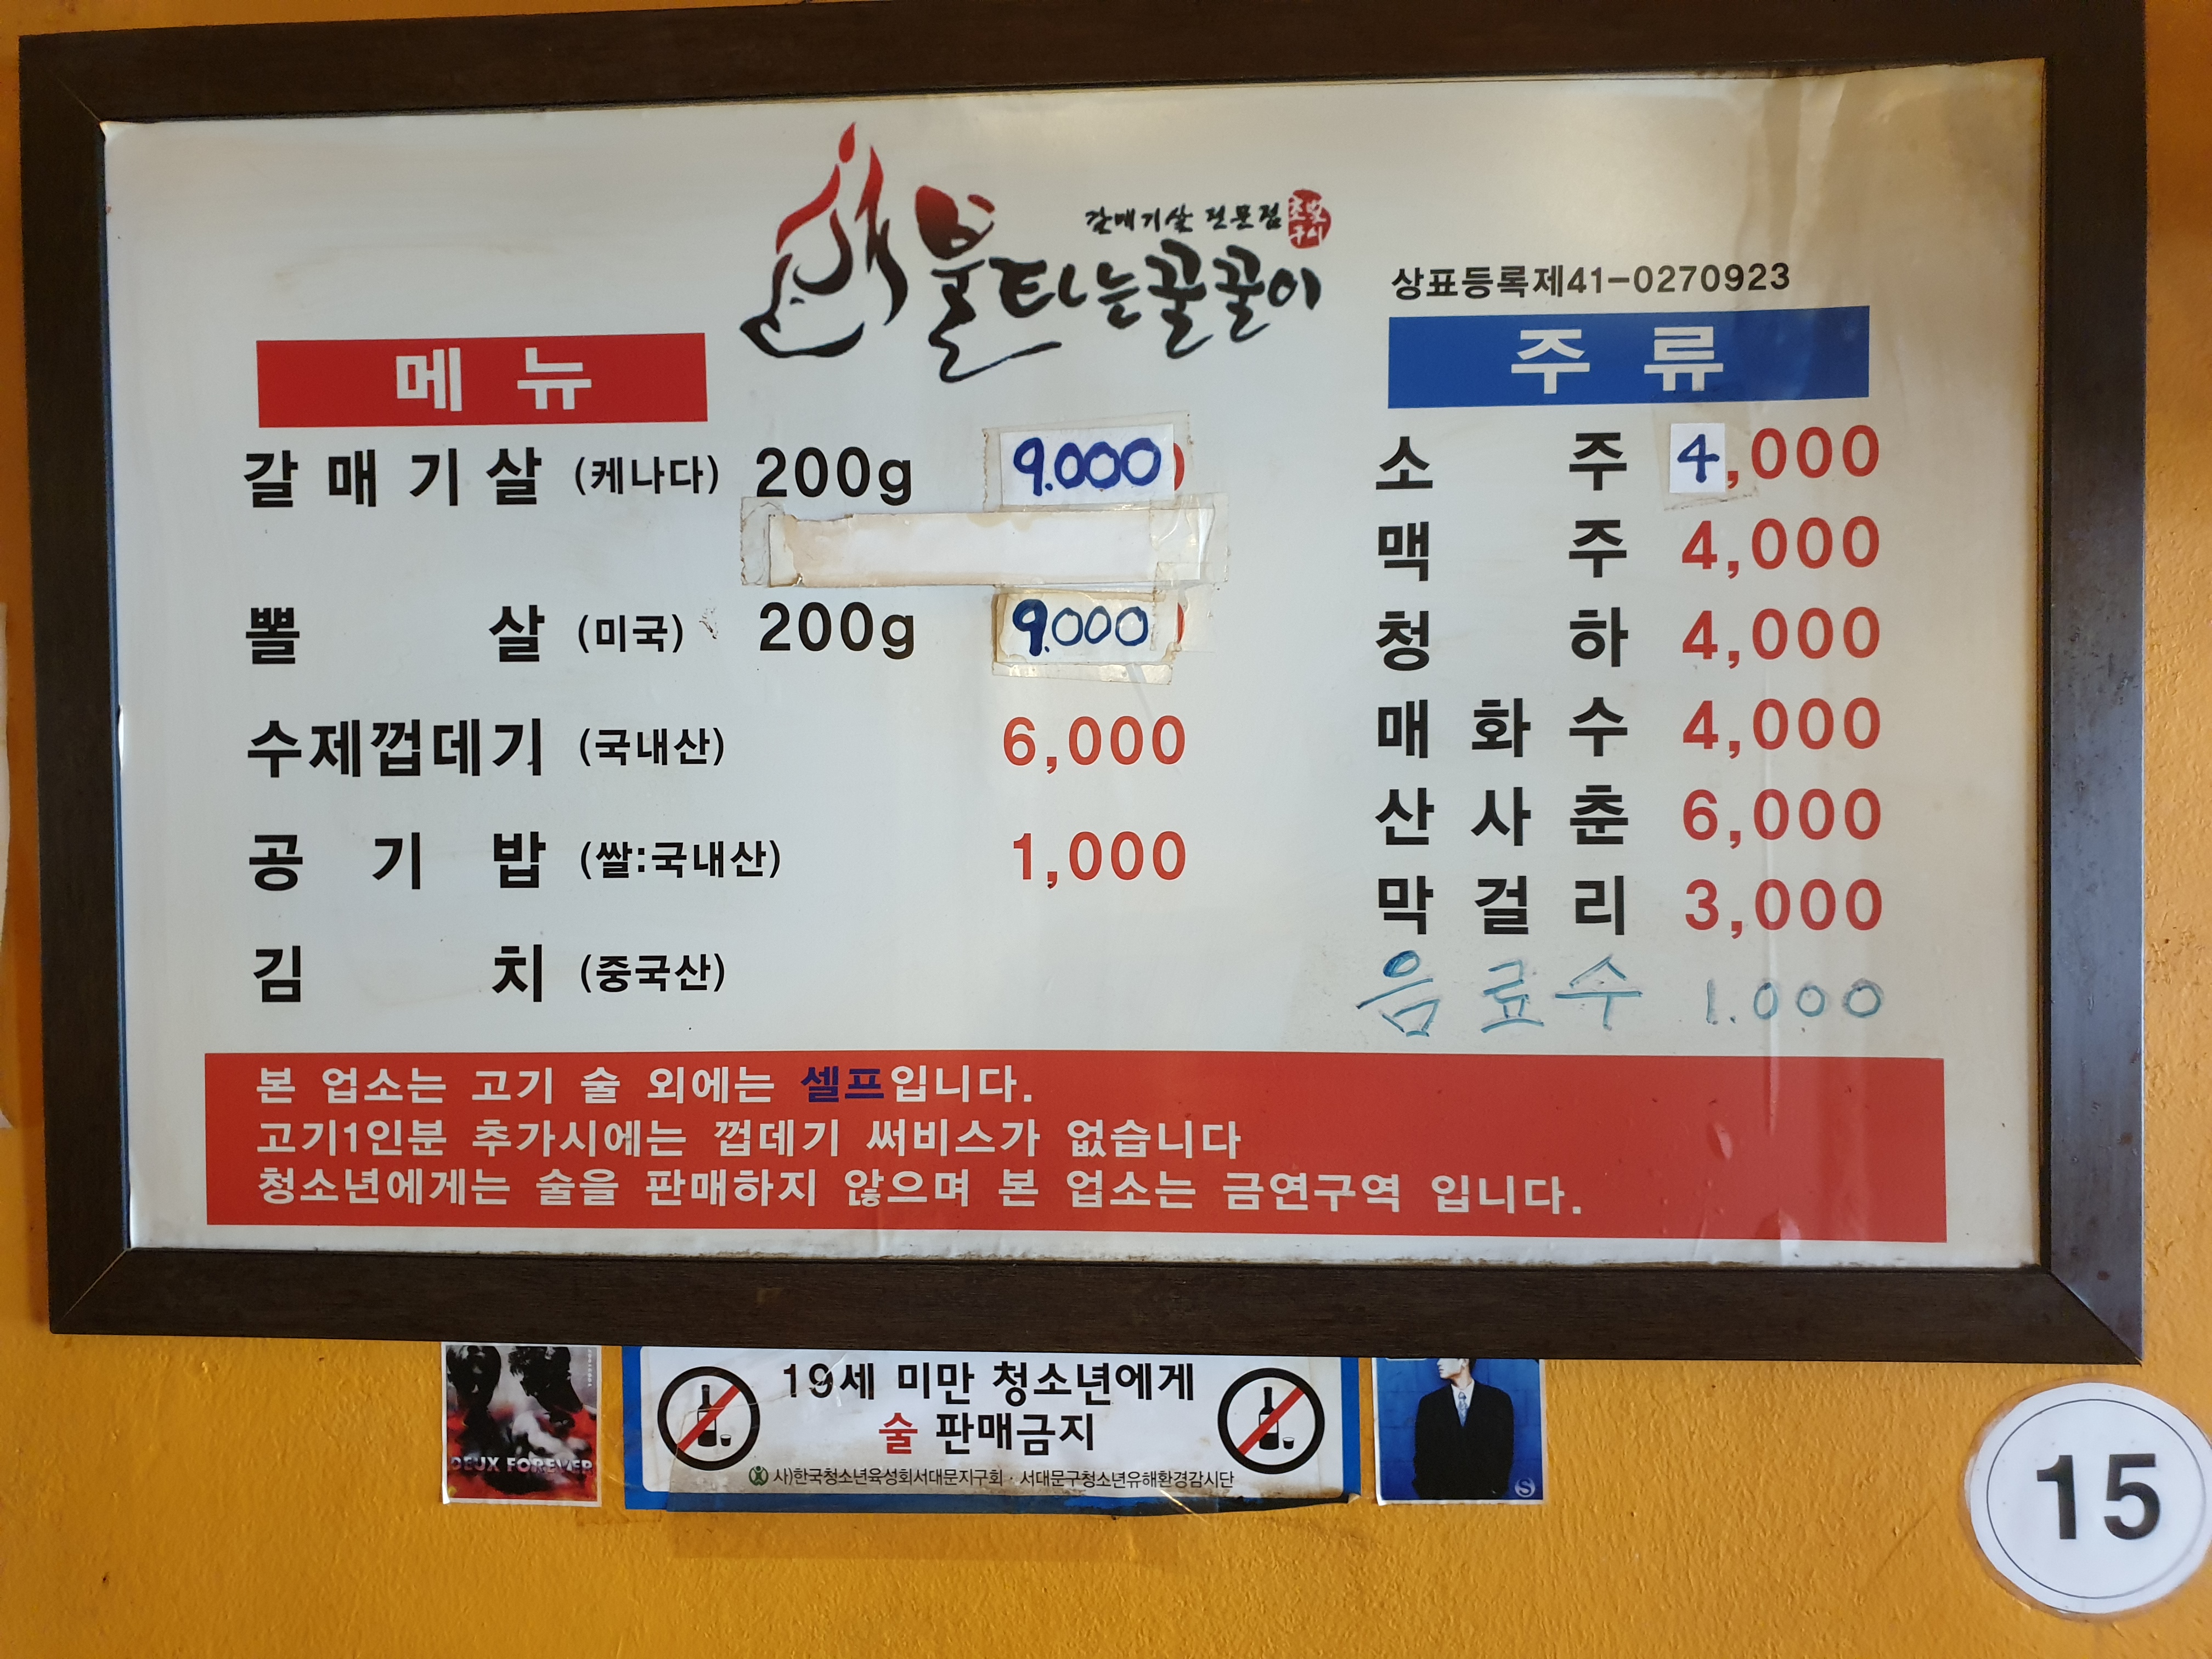 갈매기살 전문점
불타는꿀꿀이
상표등록제41-0270923
메뉴
갈매기살 (케나다) 200g 9.000
뽈살 (미국) 200g 9.000
수제껍데기 (국내산) 6,000
공기밥 (쌀:국내산) 1,000
김치 (중국산)
주류
소주 4,000
맥주 4,000
청하 4,000
매화수 4,000
산사춘 6,000
막걸리 3,000
음료수 1.000
본 업소는 고기 술 외에는 셀프입니다.
고기1인분 추가시에는 껍데기 써비스가 없습니다
청소년에게는 술을 판매하지 않으며 본 업소는 금연구역 입니다.
DEUX FOREVER
19세 미만 청소년에게
술 판매금지
사)한국청소년육성회서대문지구회 · 서대문구청소년유해환경감시단
S
15